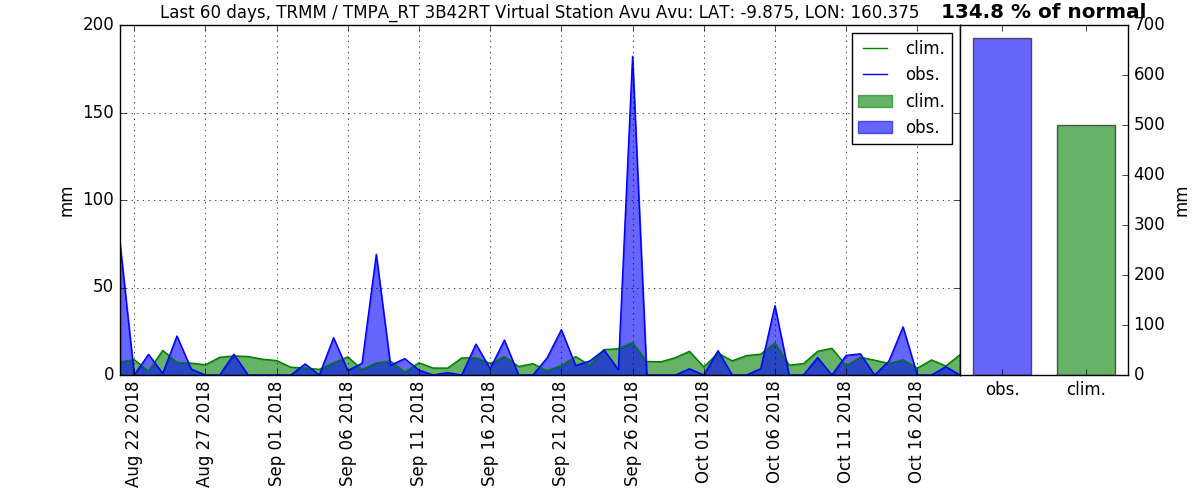 Last 60 days, TRMM / TMPA_RT 3B42RT Virtual Station Avu Avu: LAT: -9.875, LON: 160.375
134.8 % of normal
200
150
100
50
0
mm
clim.
obs.
clim.
obs.
Aug 22 2018
Aug 27 2018
Sep 01 2018
Sep 06 2018
Sep 11 2018
Sep 16 2018
Sep 21 2018
Sep 26 2018
Oct 01 2018
Oct 06 2018
Oct 11 2018
Oct 16 2018
700
600
500
400
300
200
100
0
mm
obs.
clim.